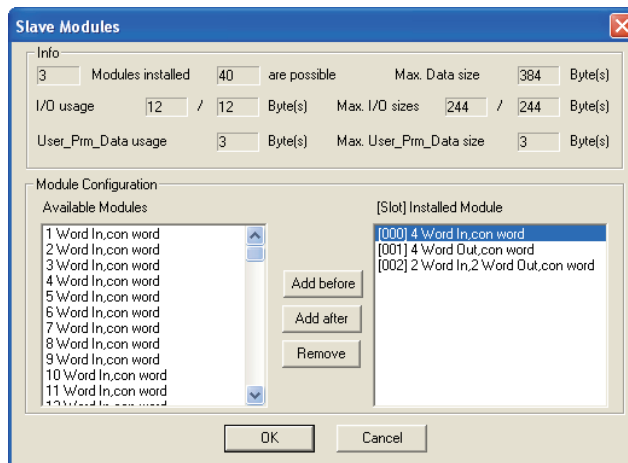 Slave Modules
Info
3 Modules installed 40 are possible Max. Data size 384 Byte(s)
I/O usage 12 / 12 Byte(s) Max. I/O sizes 244 / 244 Byte(s)
User_Prm_Data usage 3 Byte(s) Max. User_Prm_Data size 3 Byte(s)
Module Configuration
Available Modules
1 Word In,con word
2 Word In,con word
3 Word In,con word
4 Word In,con word
5 Word In,con word
6 Word In,con word
7 Word In,con word
8 Word In,con word
9 Word In,con word
10 Word In,con word
11 Word In,con word
12 Word In,con word
Add before
Add after
Remove
[Slot] Installed Module
[000] 4 Word In,con word
[001] 4 Word Out,con word
[002] 2 Word In,2 Word Out,con word
OK
Cancel